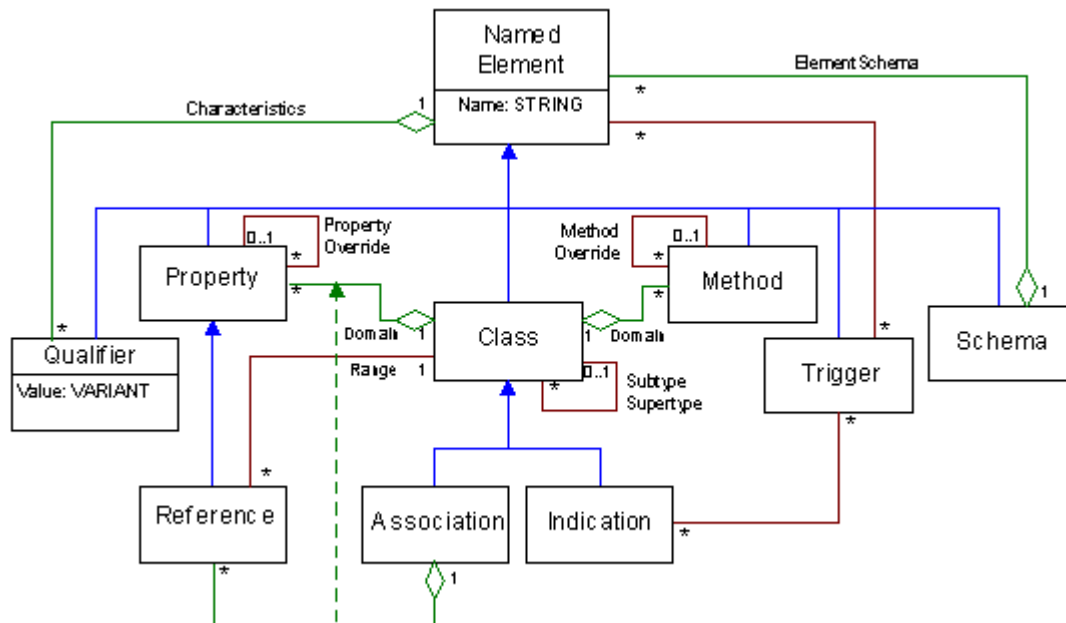 Named
Element
Name: STRING
Element Schema
*
1
Characteristics
*
*
Property
Override
0..1
*
Method
Override
0..1
*
Property
*
Method
*
1
Domain
1
Class
1
Domain
*
Qualifier
Value: VARIANT
Range
1
*
0..1
Subtype
Supertype
*
Trigger
*
Schema
*
Reference
*
Association
1
Indication
*